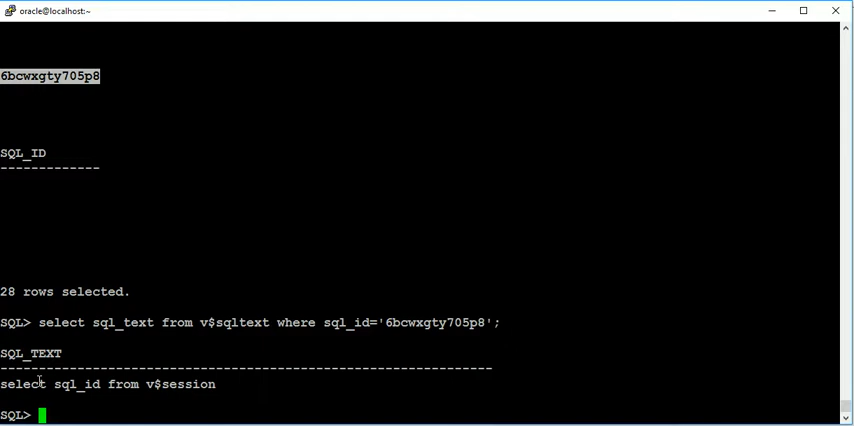 oracle@localhost:~
6bcwxgty705p8
SQL_ID
-------------
28 rows selected.
SQL> select sql_text from v$sqltext where sql_id='6bcwxgty705p8';
SQL_TEXT
----------------------------------------------------------------
select sql_id from v$session
SQL>